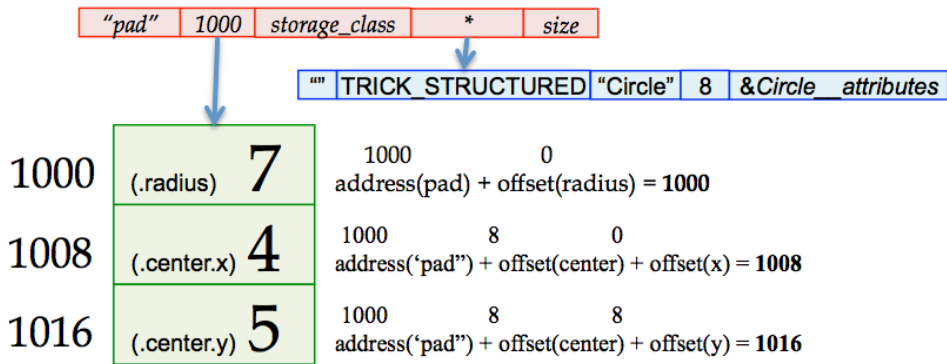 "pad" 1000 storage_class * size
"" TRICK_STRUCTURED "Circle" 8 &Circle__attributes
1000 (.radius) 7
1000 0
address(pad) + offset(radius) = 1000
1008 (.center.x) 4
1000 8 0
address('pad") + offset(center) + offset(x) = 1008
1016 (.center.y) 5
1000 8 8
address('pad") + offset(center) + offset(y) = 1016